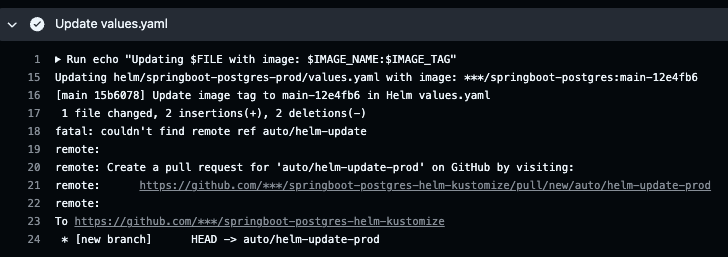 Update values.yaml
1 ▶ Run echo "Updating $FILE with image: $IMAGE_NAME:$IMAGE_TAG"
15 Updating helm/springboot-postgres-prod/values.yaml with image: ***/springboot-postgres:main-12e4fb6
16 [main 15b6078] Update image tag to main-12e4fb6 in Helm values.yaml
17  1 file changed, 2 insertions(+), 2 deletions(-)
18 fatal: couldn't find remote ref auto/helm-update
19 remote:
20 remote: Create a pull request for 'auto/helm-update-prod' on GitHub by visiting:
21 remote:      https://github.com/***/springboot-postgres-helm-kustomize/pull/new/auto/helm-update-prod
22 remote:
23 To https://github.com/***/springboot-postgres-helm-kustomize
24  * [new branch]      HEAD -> auto/helm-update-prod